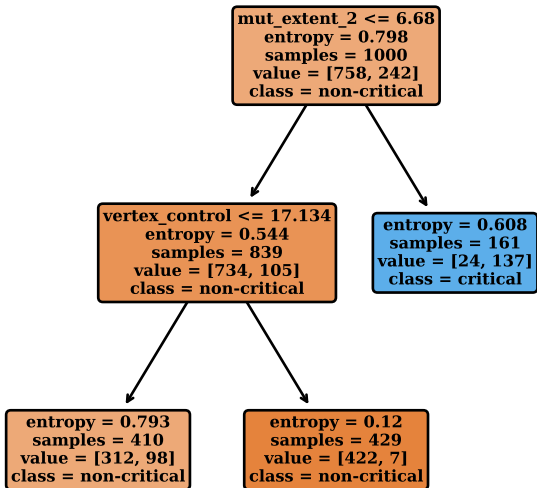 mut_extent_2 <= 6.68
entropy = 0.798
samples = 1000
value = [758, 242]
class = non-critical
vertex_control <= 17.134
entropy = 0.544
samples = 839
value = [734, 105]
class = non-critical
entropy = 0.608
samples = 161
value = [24, 137]
class = critical
entropy = 0.793
samples = 410
value = [312, 98]
class = non-critical
entropy = 0.12
samples = 429
value = [422, 7]
class = non-critical